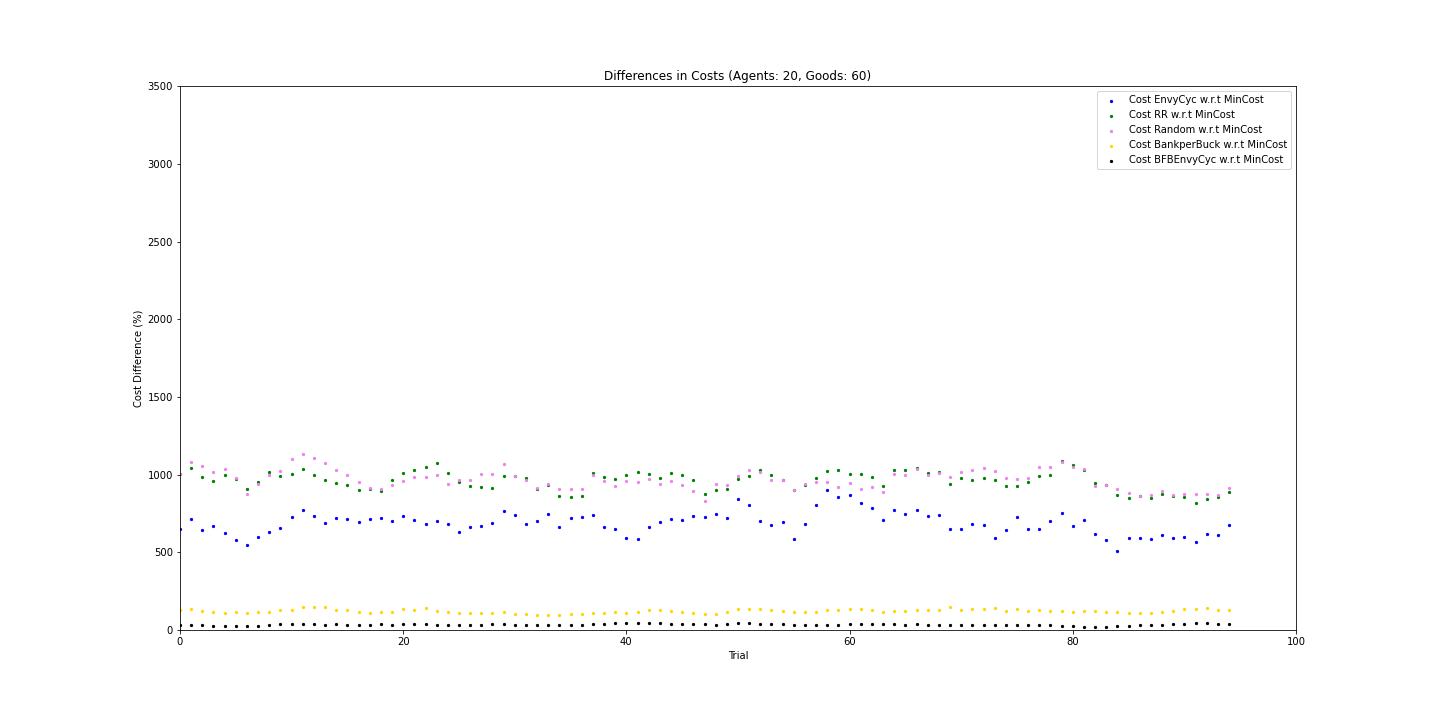 Differences in Costs (Agents: 20, Goods: 60)
3500
3000
2500
2000
1500
1000
500
0
Cost Difference (%)
Cost EnvyCyc w.r.t MinCost
Cost RR w.r.t MinCost
Cost Random w.r.t MinCost
Cost BankperBuck w.r.t MinCost
Cost BFBEnvyCyc w.r.t MinCost
0 20 40 60 80 100
Trial